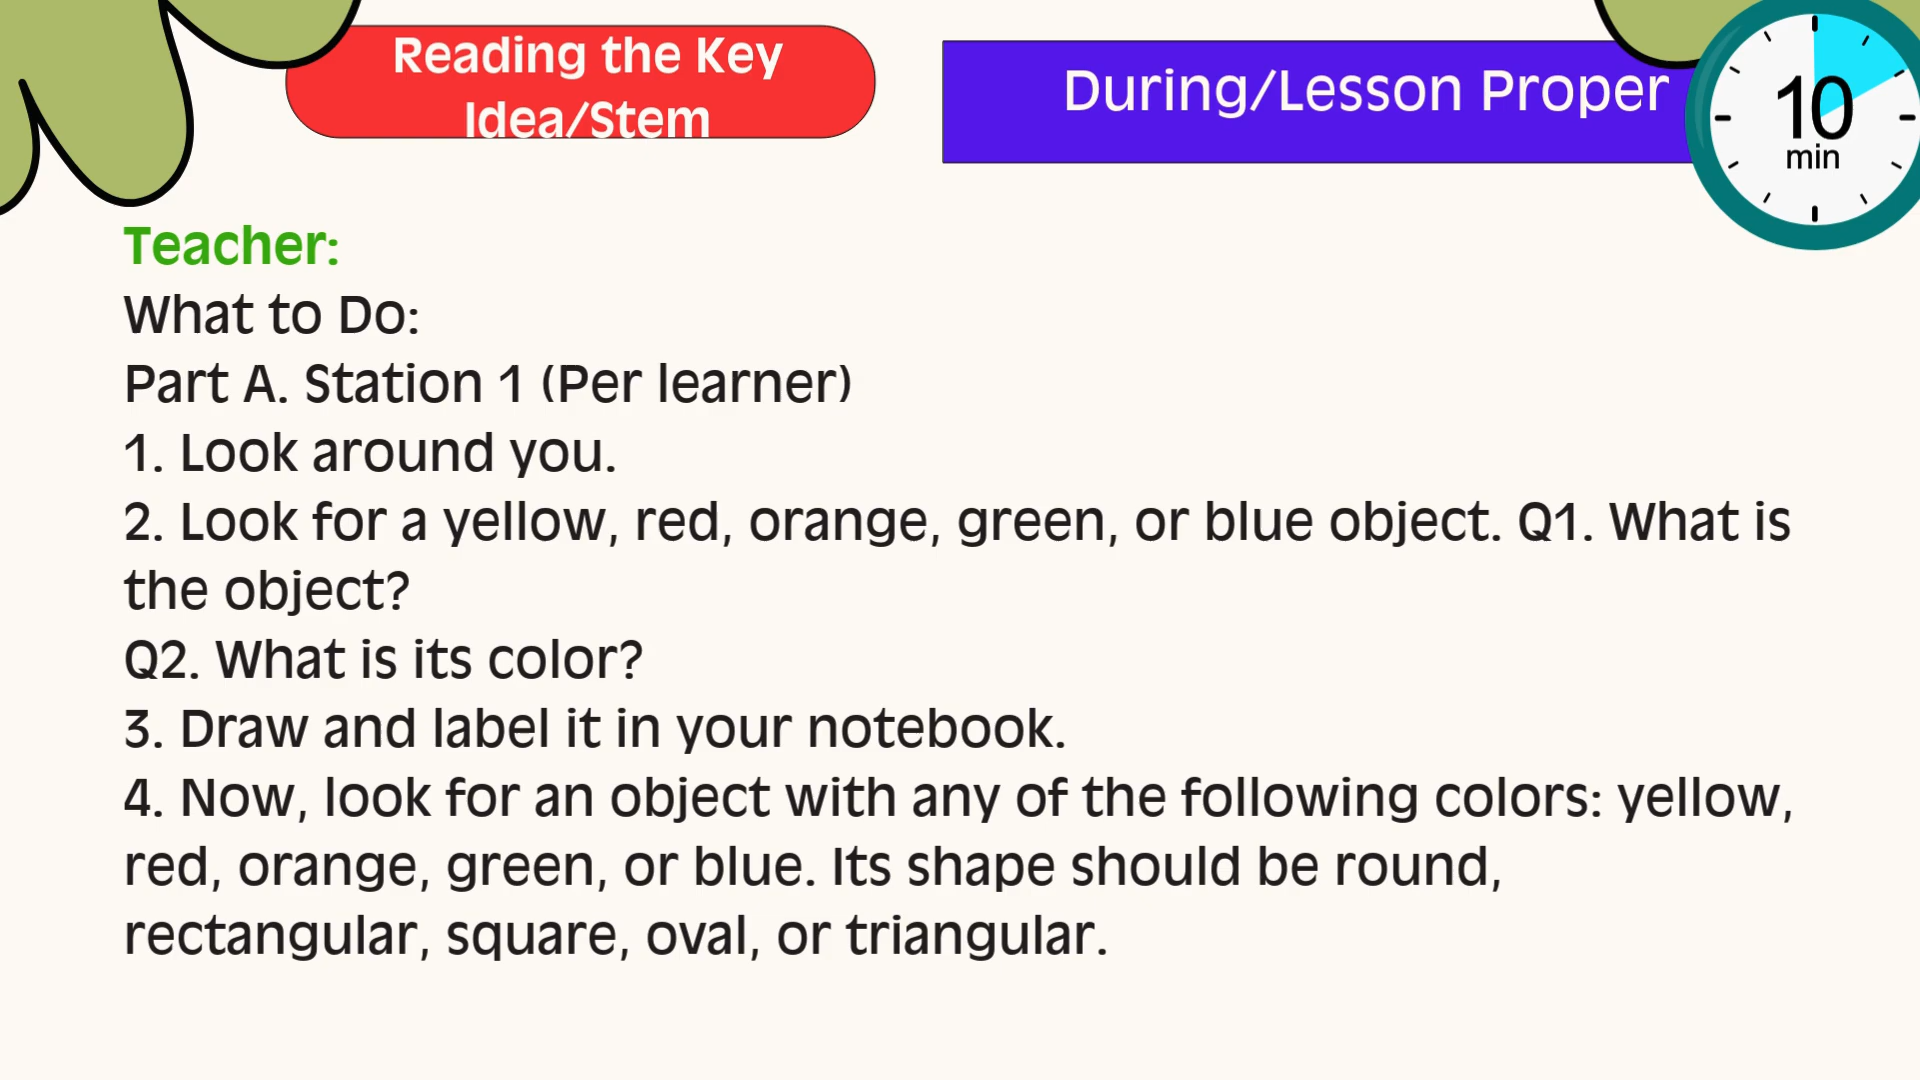 Reading the Key
Idea/Stem
During/Lesson Proper
10
min
Teacher:
What to Do:
Part A. Station 1 (Per learner)
1. Look around you.
2. Look for a yellow, red, orange, green, or blue object. Q1. What is
the object?
Q2. What is its color?
3. Draw and label it in your notebook.
4. Now, look for an object with any of the following colors: yellow,
red, orange, green, or blue. Its shape should be round,
rectangular, square, oval, or triangular.